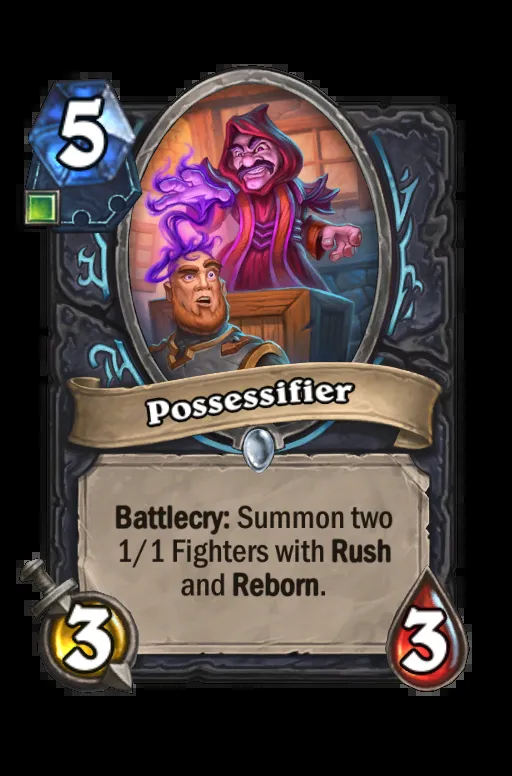 5
Possessifier
Battlecry: Summon two
1/1 Fighters with Rush
and Reborn.
3
3